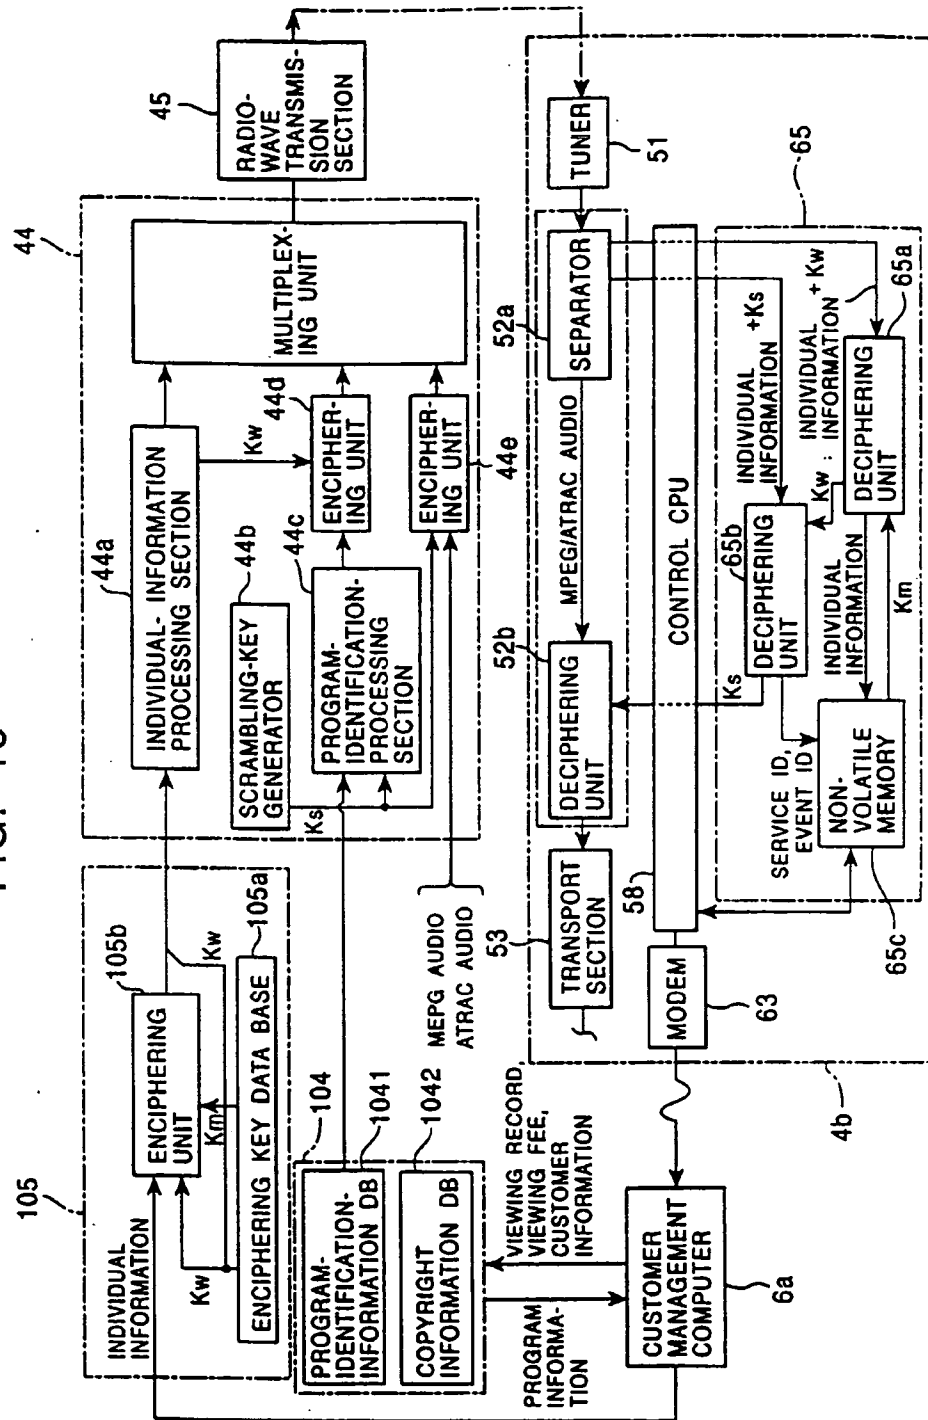 105
INDIVIDUAL
INFORMATION
ENCIPHERING
UNIT
105b
Kw
Km
Kw
ENCIPHERING KEY DATA BASE
105a
104
PROGRAM-
IDENTIFICATION-
INFORMATION DB
1041
COPYRIGHT
INFORMATION DB
1042
MEPG AUDIO
ATRAC AUDIO
44
44a
INDIVIDUAL- INFORMATION
PROCESSING SECTION
Kw
SCRAMBLING-KEY
GENERATOR
44b
Ks
44c
PROGRAM-
IDENTIFICATION-
PROCESSING
SECTION
44d
ENCIPHER-
ING UNIT
ENCIPHER-
ING UNIT
44e
MULTIPLEX-
ING UNIT
45
RADIO-
WAVE
TRANSMIS-
SION
SECTION
PROGRAM
INFORMA-
TION
VIEWING RECORD
VIEWING FEE,
CUSTOMER
INFORMATION
CUSTOMER
MANAGEMENT
COMPUTER
6a
4b
MODEM
63
53
TRANSPORT
SECTION
52b
DECIPHERING
UNIT
MPEG/ATRAC AUDIO
52a
SEPARATOR
TUNER
51
58
CONTROL CPU
65
Ks
65b
DECIPHERING
UNIT
INDIVIDUAL
INFORMATION +Ks
INDIVIDUAL
INFORMATION +Kw
Kw
65a
DECIPHERING
UNIT
SERVICE ID,
EVENT ID
INDIVIDUAL
INFORMATION
Km
NON-
VOLATILE
MEMORY
65c